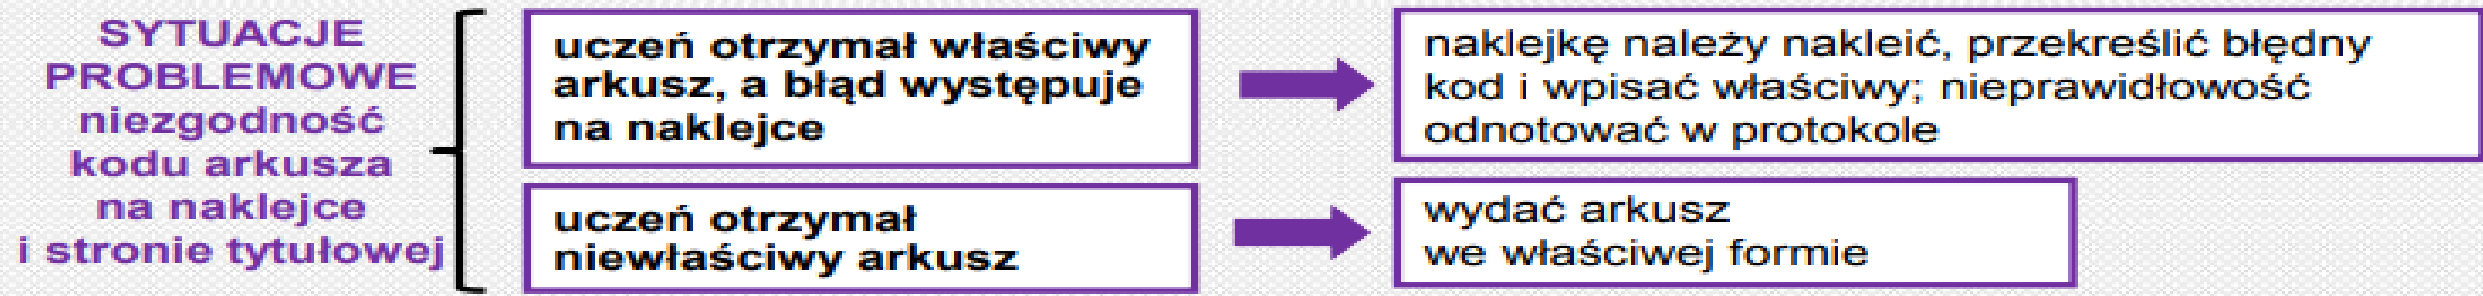 SYTUACJE
PROBLEMOWE
niezgodność
kodu arkusza
na naklejce
i stronie tytułowej
uczeń otrzymał właściwy
arkusz, a błąd występuje
na naklejce
naklejkę należy nakleić, przekreślić błędny
kod i wpisać właściwy; nieprawidłowość
odnotować w protokole
uczeń otrzymał
niewłaściwy arkusz
wydać arkusz
we właściwej formie